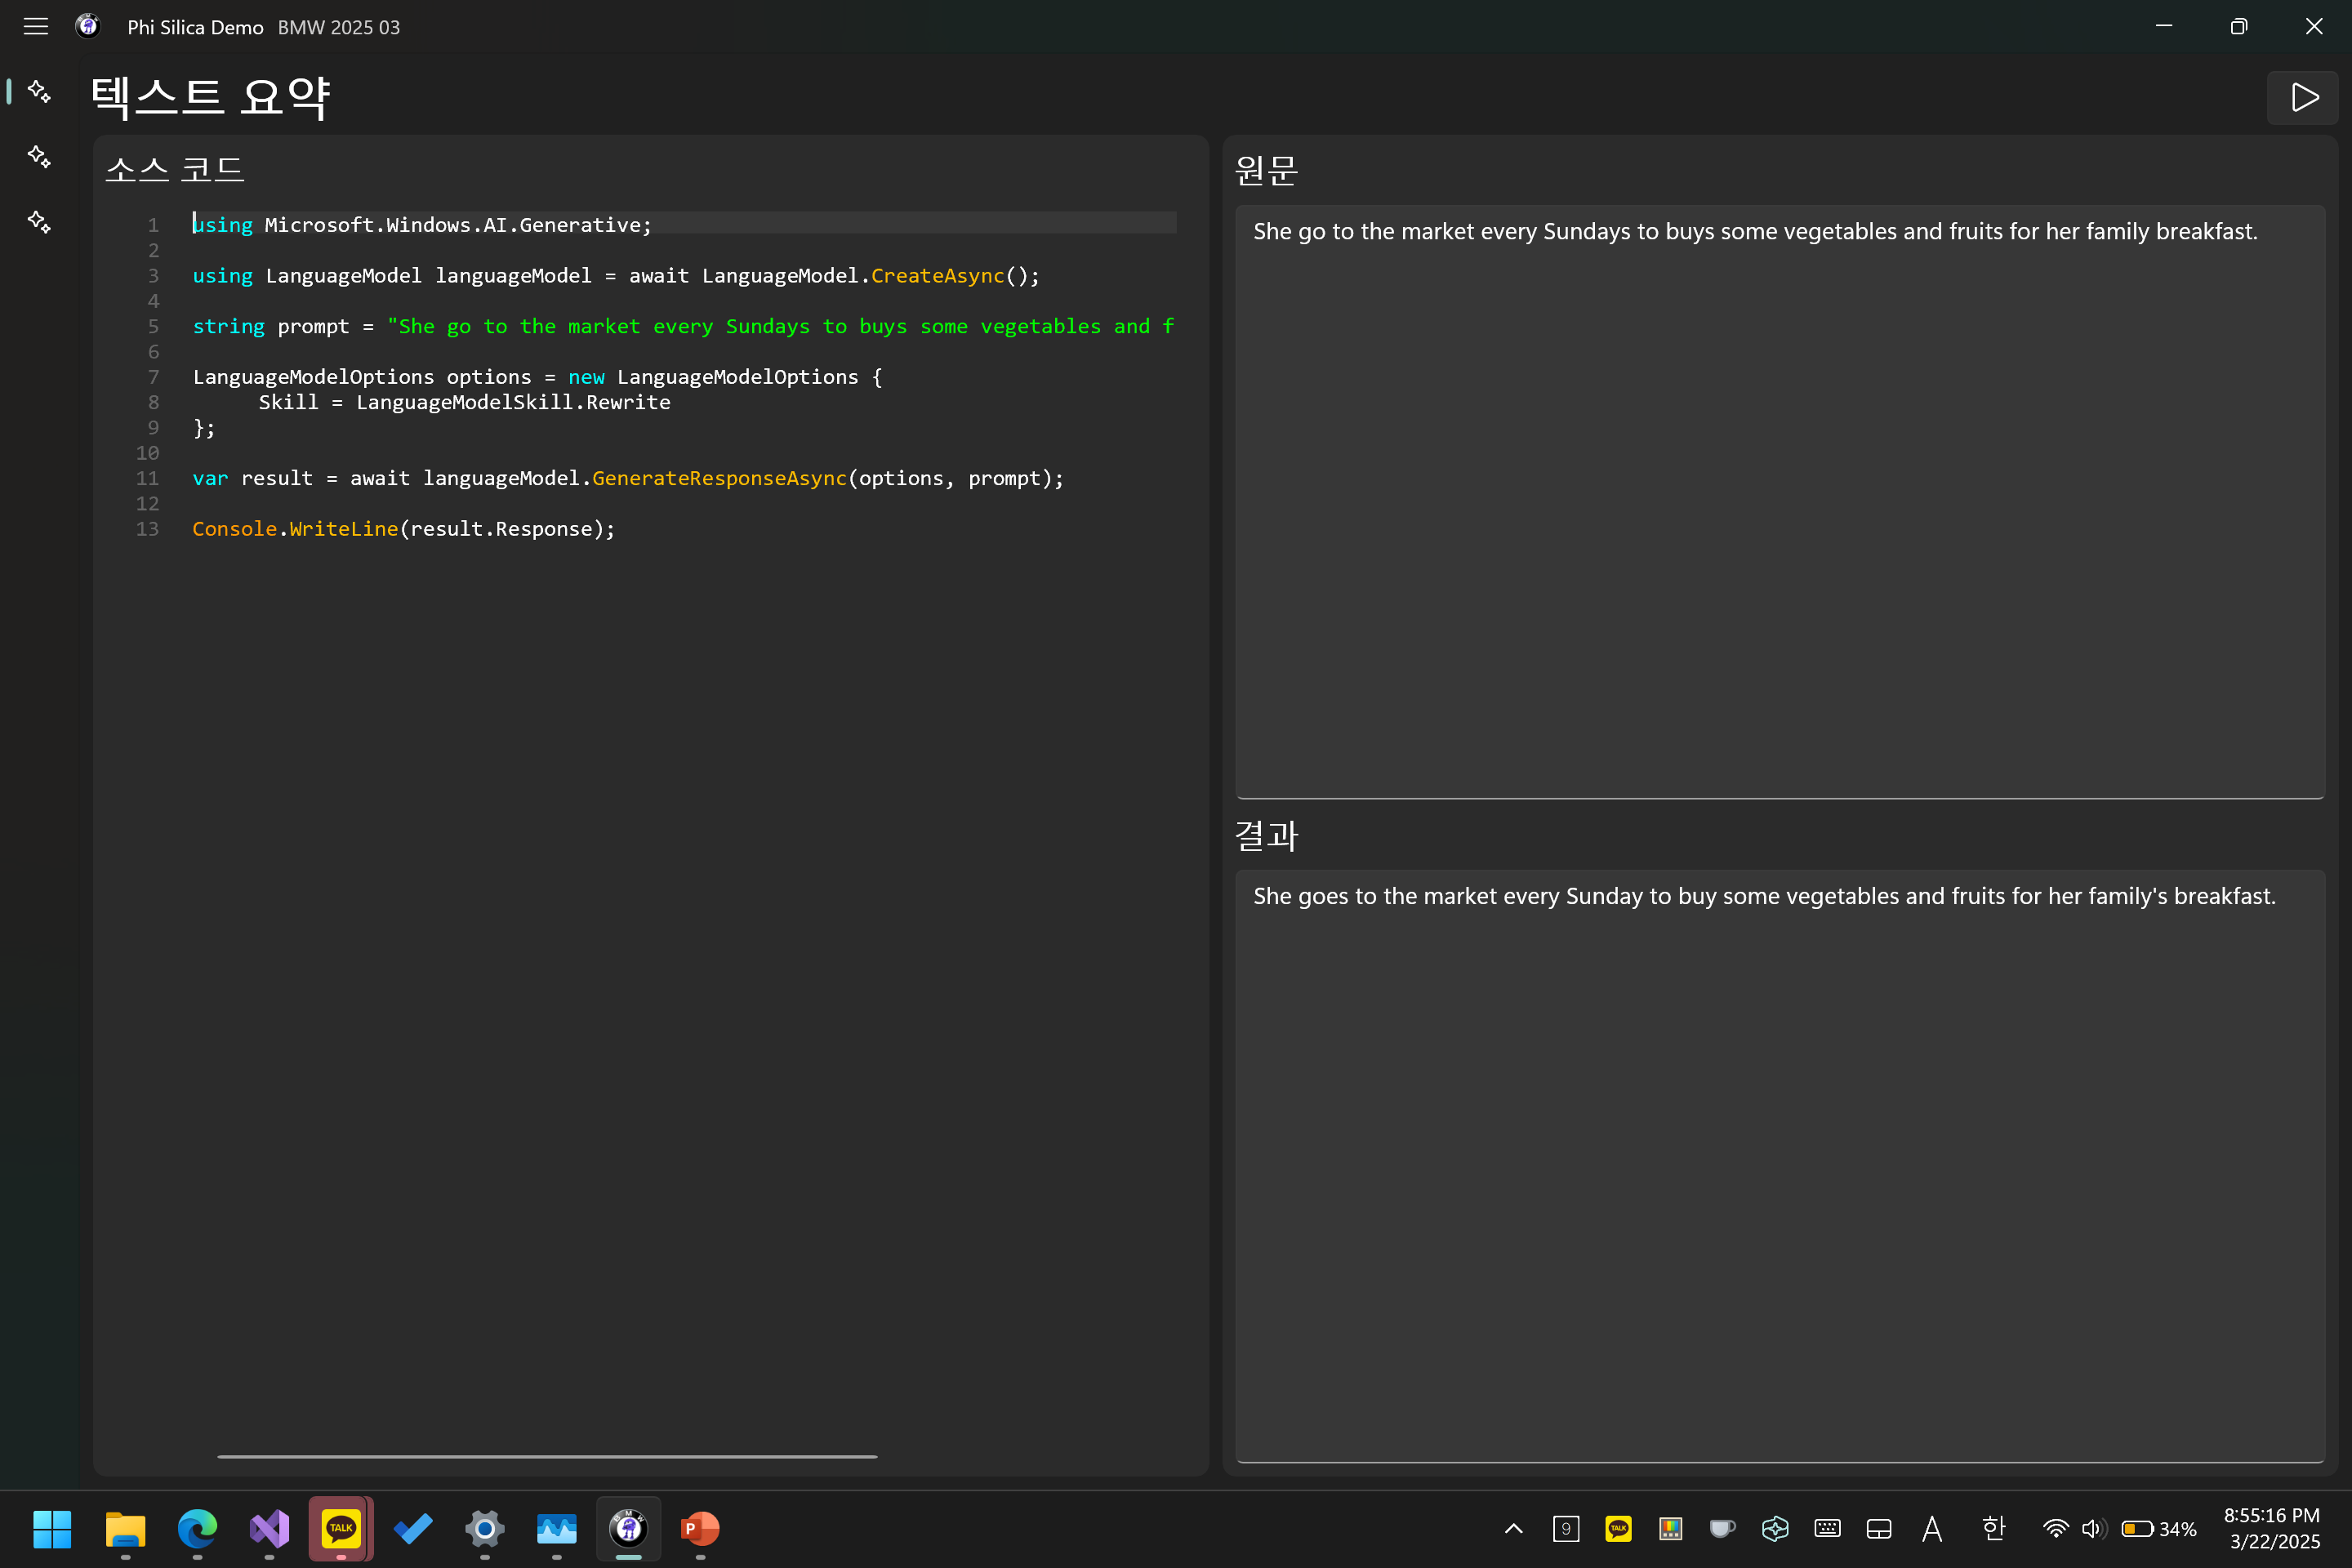 Phi Silica Demo BMW 2025 03
텍스트 요약
소스 코드
1 using Microsoft.Windows.AI.Generative;
2
3 using LanguageModel languageModel = await LanguageModel.CreateAsync();
4
5 string prompt = "She go to the market every Sundays to buys some vegetables and f
6
7 LanguageModelOptions options = new LanguageModelOptions {
8 Skill = LanguageModelSkill.Rewrite
9 };
10
11 var result = await languageModel.GenerateResponseAsync(options, prompt);
12
13 Console.WriteLine(result.Response);
원문
She go to the market every Sundays to buys some vegetables and fruits for her family breakfast.
결과
She goes to the market every Sunday to buy some vegetables and fruits for her family's breakfast.
TALK
P
9
TALK
A
한
34%
8:55:16 PM
3/22/2025